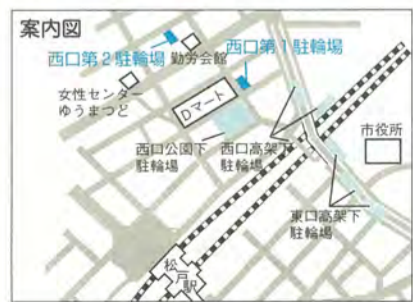 案内図
西口第2駐輪場
勤労会館
西口第1駐輪場
女性センター
ゆうまつど
Dマート
西口公園下
駐輪場
西口高架下
駐輪場
市役所
東口高架下
駐輪場
松戸駅